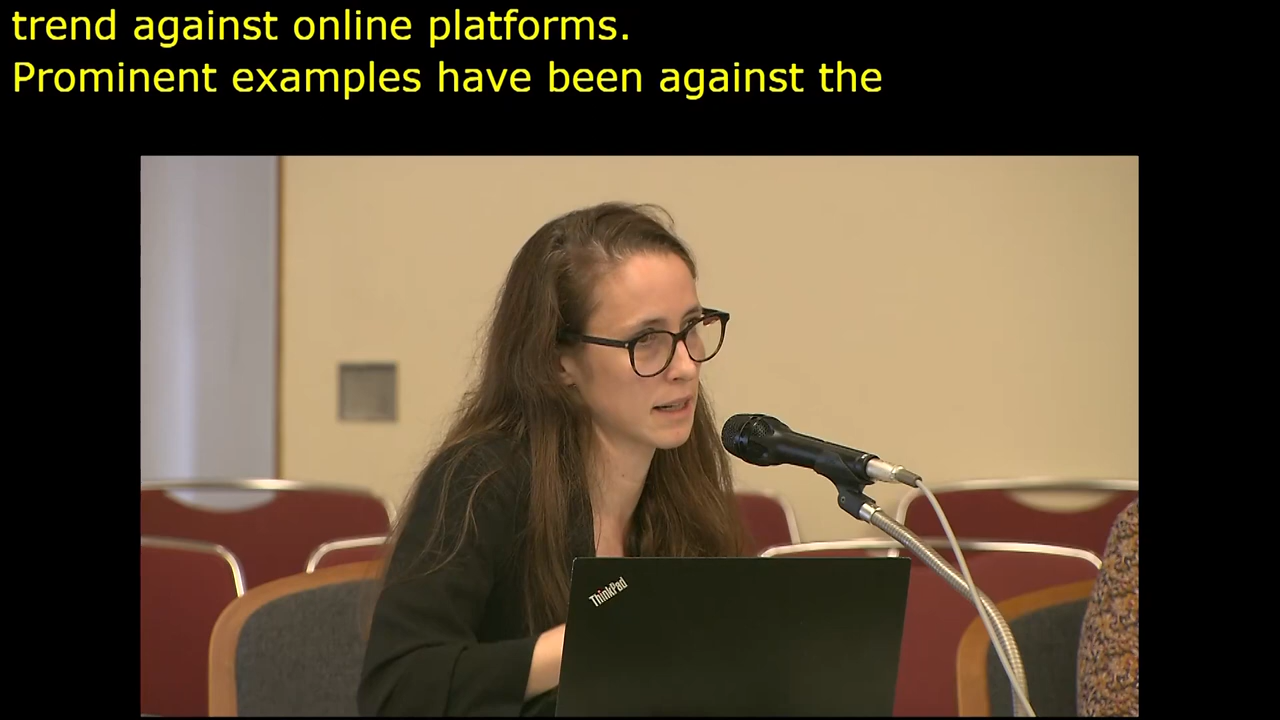 trend against online platforms.
Prominent examples have been against the
ThinkPad